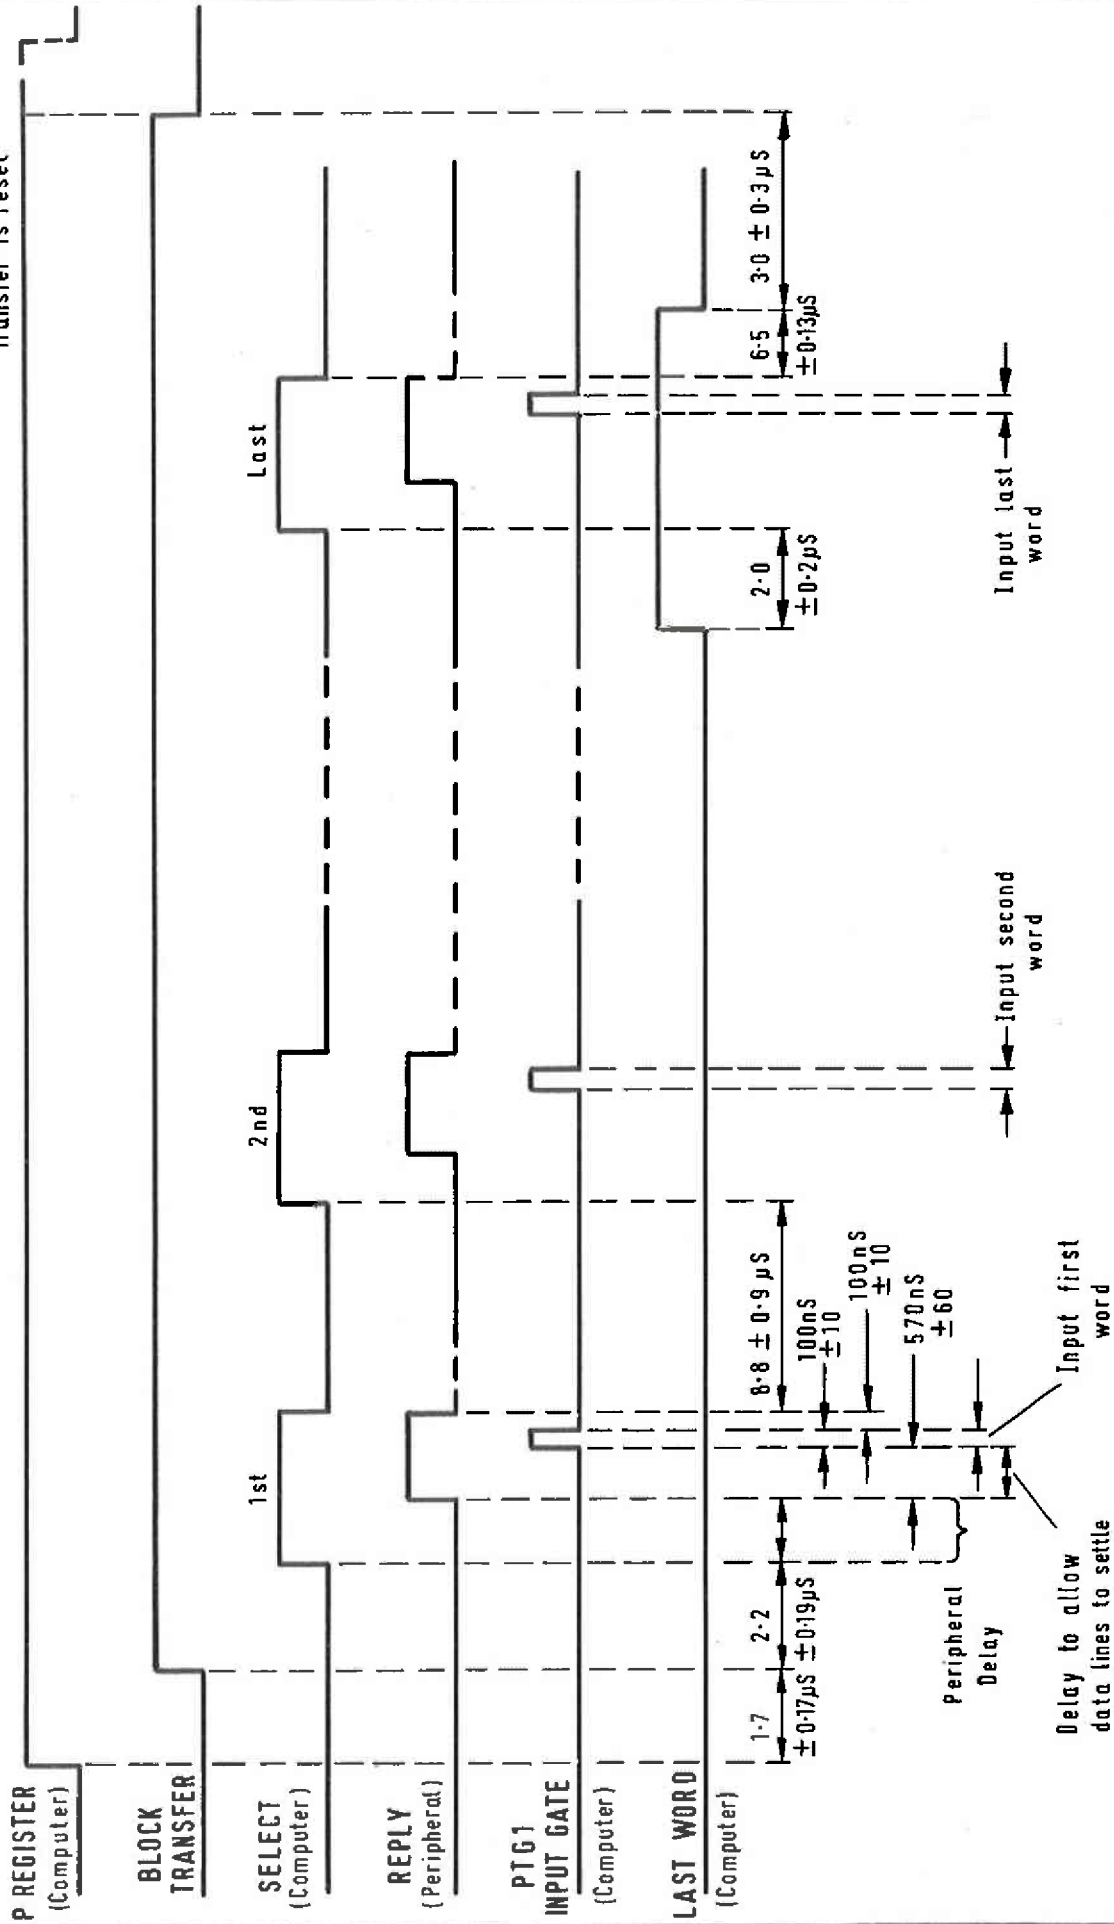 Transfer is reset
P REGISTER
(Computer)
BLOCK
TRANSFER
SELECT
(Computer)
1st
2nd
Last
REPLY
(Peripheral)
PTG1
INPUT GATE
(Computer)
LAST WORD
(Computer)
1·7
±0·17µS
2·2
±0·19µS
8·8 ± 0·9µS
100nS
±10
100nS
±10
570nS
±60
2·0
±0·2µS
6·5
±0·13µS
3·0 ± 0·3µS
Peripheral
Delay
Delay to allow
data lines to settle
Input first
word
Input second
word
Input last
word